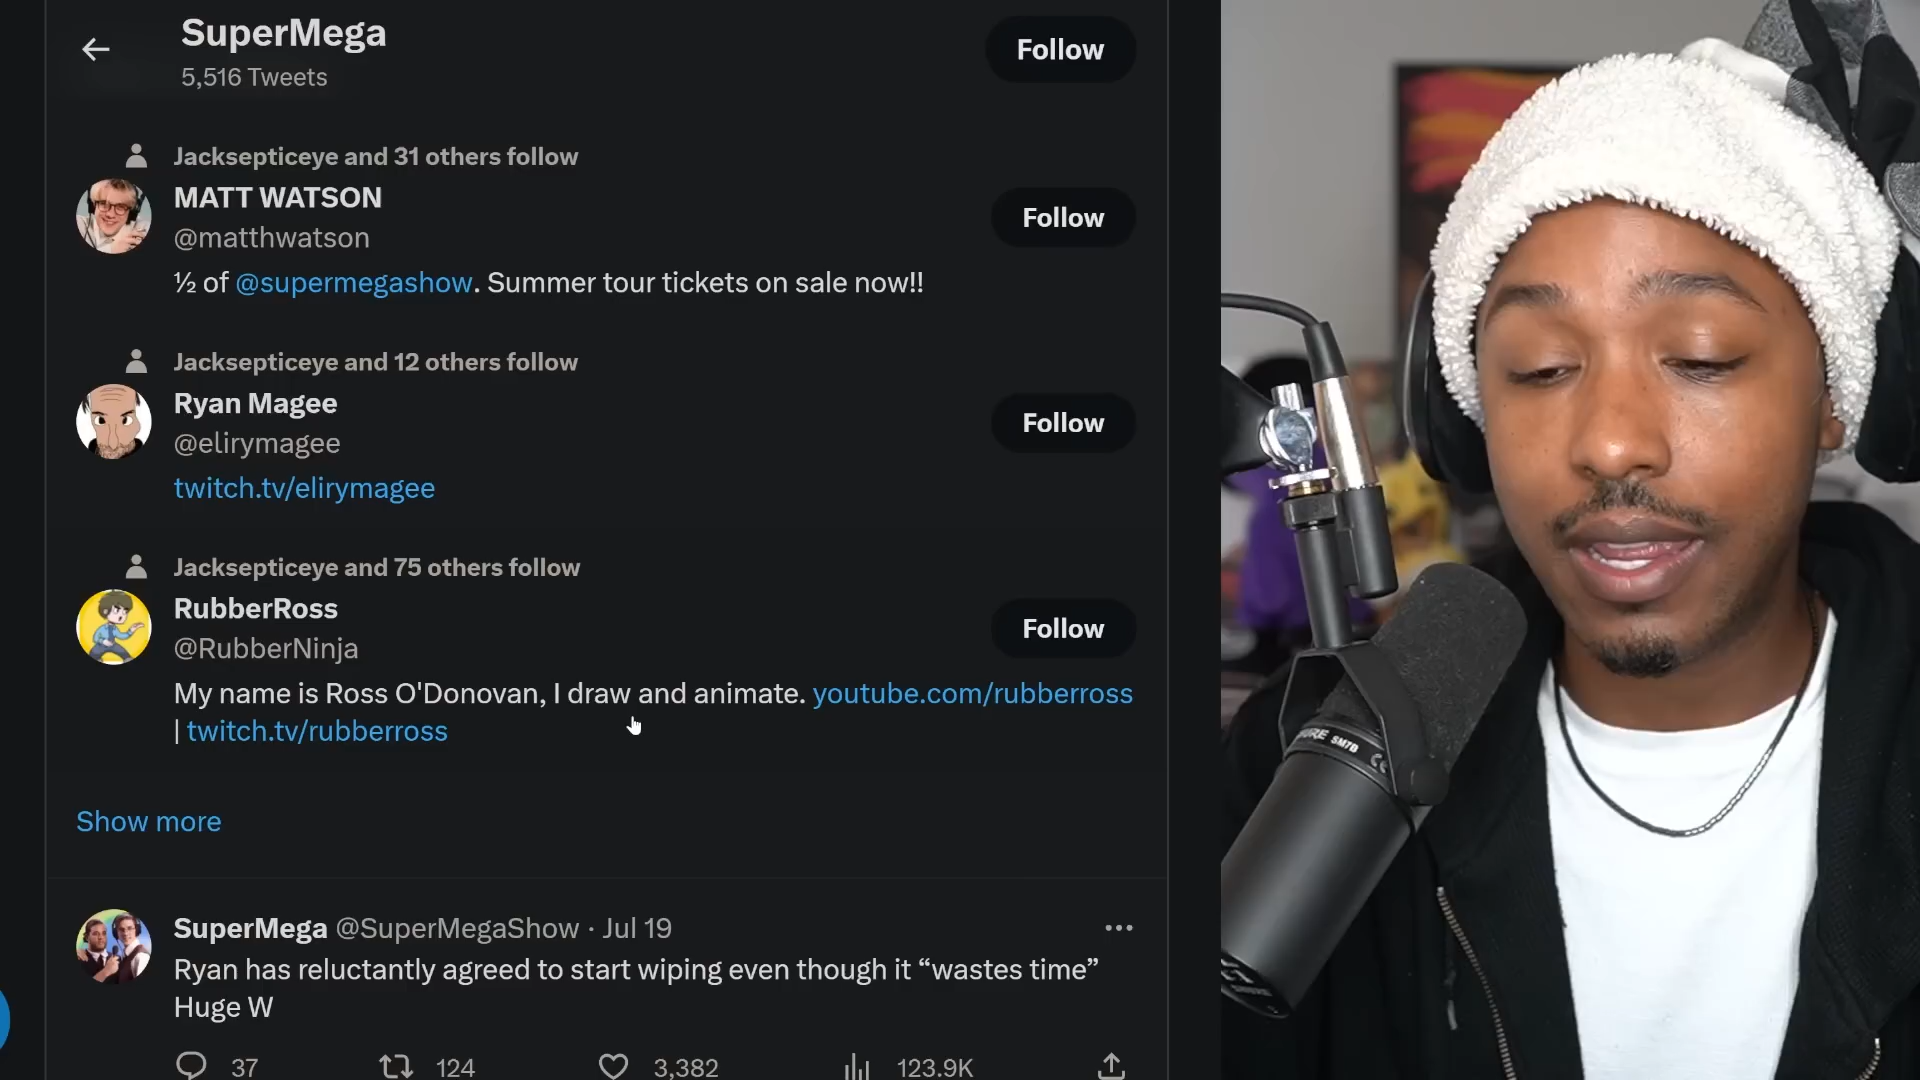 SuperMega
5,516 Tweets
Follow
Jacksepticeye and 31 others follow
MATT WATSON
@matthwatson
Follow
½ of @supermegashow. Summer tour tickets on sale now!!
Jacksepticeye and 12 others follow
Ryan Magee
@elirymagee
Follow
twitch.tv/elirymagee
Jacksepticeye and 75 others follow
RubberRoss
@RubberNinja
Follow
My name is Ross O'Donovan, I draw and animate. youtube.com/rubberross
| twitch.tv/rubberross
Show more
SuperMega @SuperMegaShow · Jul 19
Ryan has reluctantly agreed to start wiping even though it “wastes time”
Huge W
37 124 3,382 123.9K
SM7B